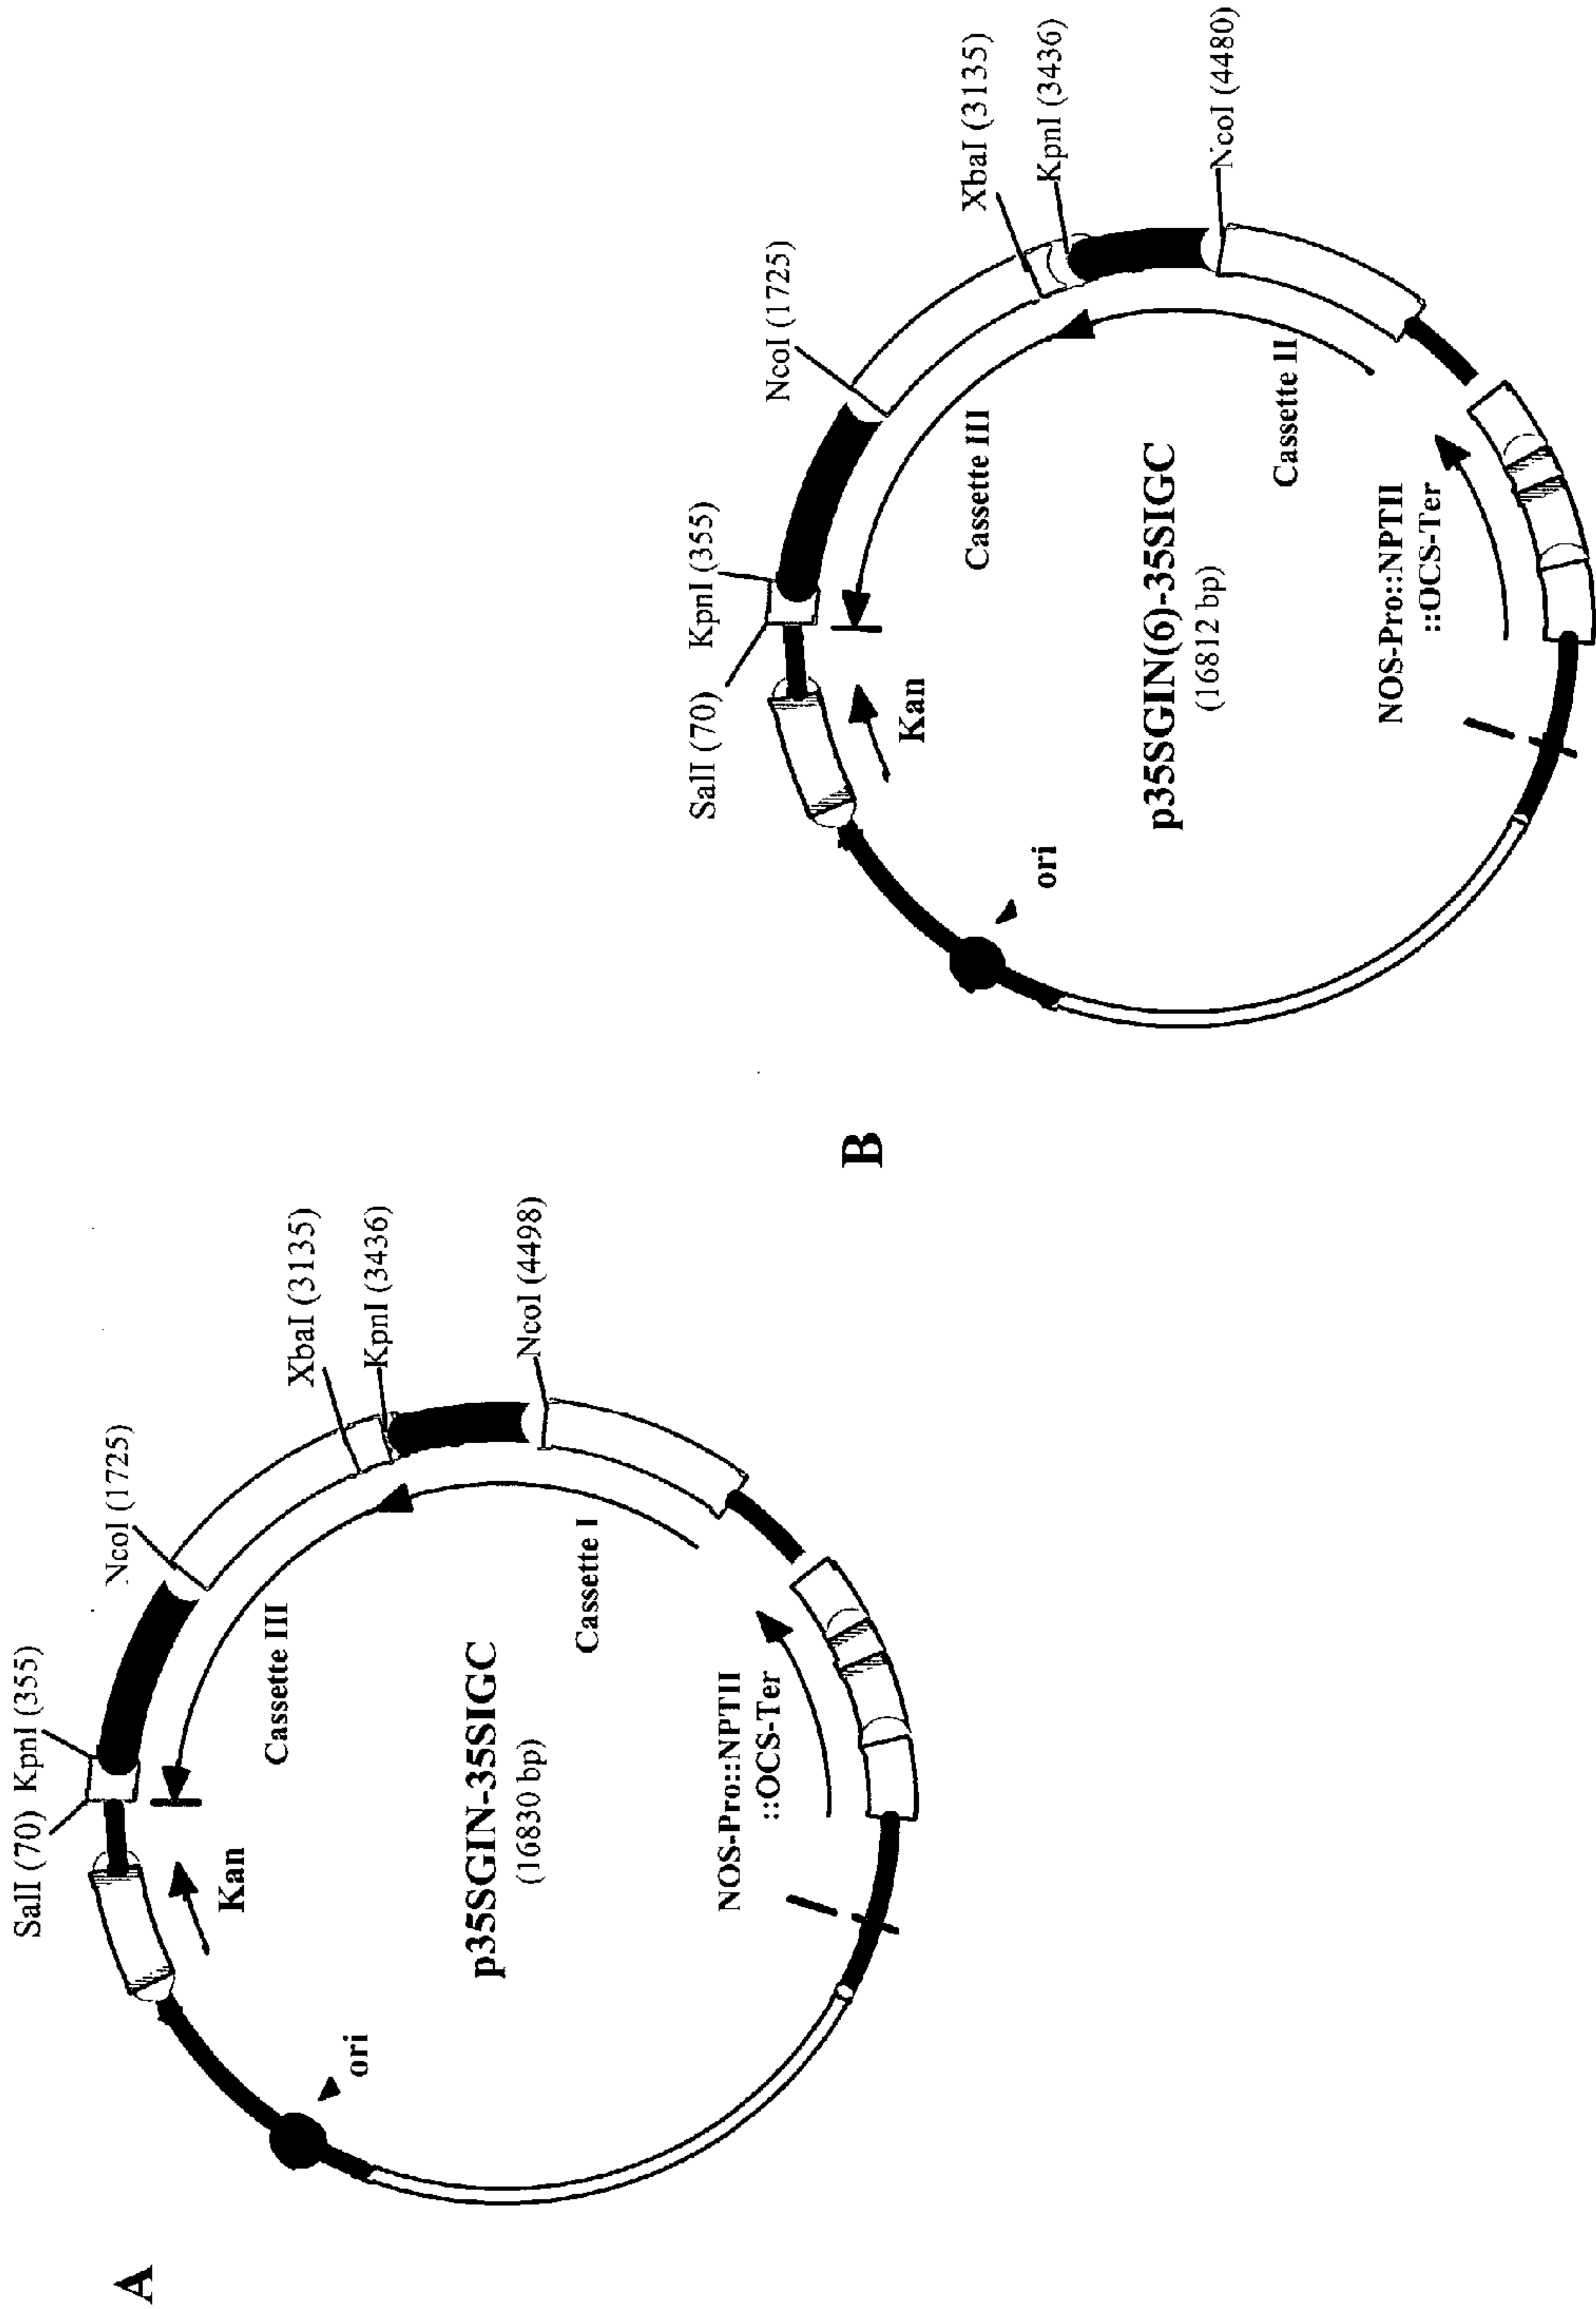 A
SalI (70)
KpnI (355)
NcoI (1725)
XbaI (3135)
KpnI (3436)
NcoI (4498)
Kan
Cassette III
ori
p35SGIN-35SIGC
(16830 bp)
Cassette I
NOS-Pro::NPTII
::OCS-Ter
B
SalI (70)
KpnI (355)
NcoI (1725)
XbaI (3135)
KpnI (3436)
NcoI (4480)
Kan
Cassette III
ori
p35SGIN(6)-35SIGC
(16812 bp)
Cassette II
NOS-Pro::NPTII
::OCS-Ter